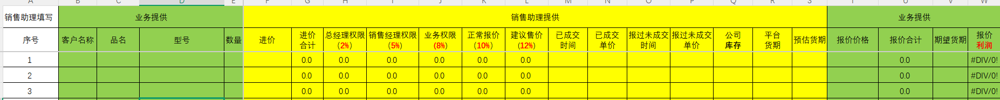 A B C D E F G H I J K L M N O P Q R S T U V W
销售助理填写 业务提供 销售助理提供 业务提供
序号 客户名称 品名 型号 数量 进价 进价合计 总经理权限(2%) 销售经理权限(5%) 业务权限(8%) 正常报价(10%) 建议售价(12%) 已成交时间 已成交单价 报过未成交时间 报过未成交单价 公司库存 平台货期 预估货期 报价价格 报价合计 期望货期 报价利润
1 0.0 0.0 0.0 0.0 0.0 0.0 0.0 #DIV/0!
2 0.0 0.0 0.0 0.0 0.0 0.0 0.0 #DIV/0!
3 0.0 0.0 0.0 0.0 0.0 0.0 0.0 #DIV/0!